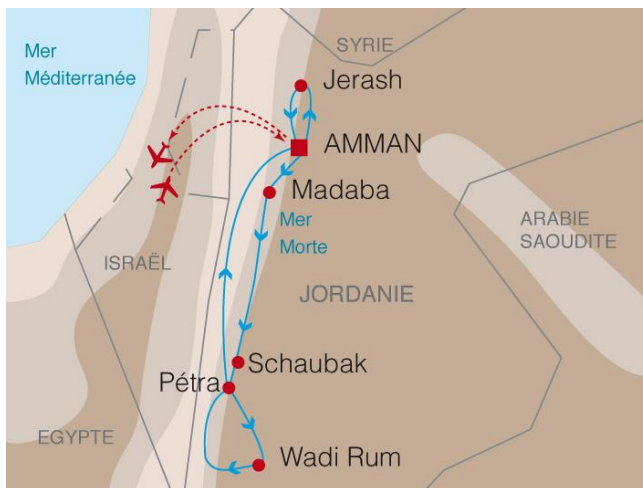 SYRIE
Mer
Méditerranée
Jerash
AMMAN
Madaba
Mer
Morte
ARABIE
SAOUDITE
ISRAËL
JORDANIE
Schaubak
Pétra
EGYPTE
Wadi Rum